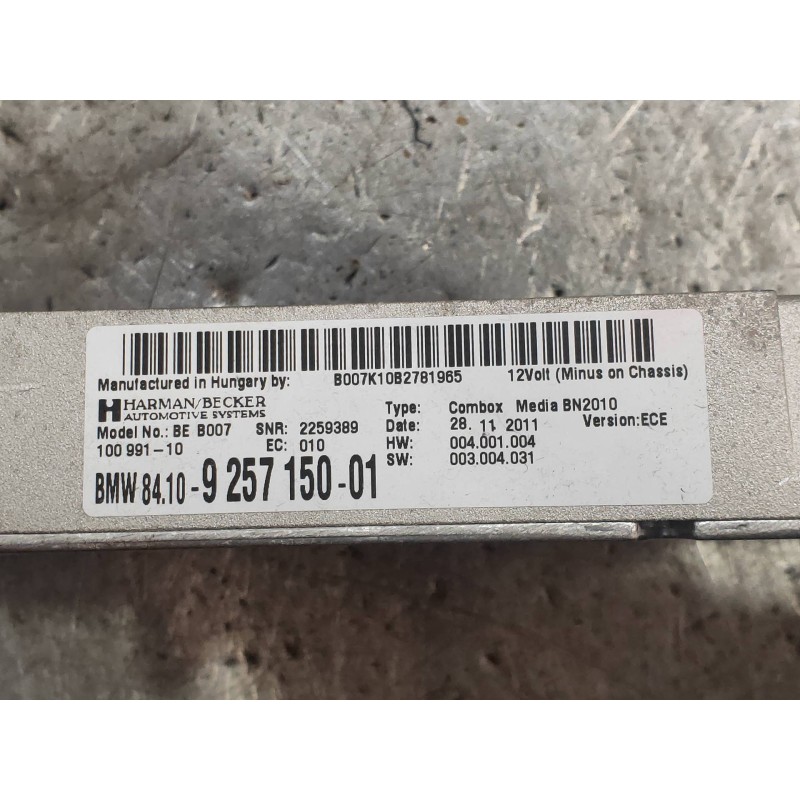 Manufactured in Hungary by: B007K10B2781965 12Volt (Minus on Chassis)
HARMAN/BECKER
AUTOMOTIVE SYSTEMS
Model No.: BE B007 SNR: 2259389
100 991-10 EC: 010
BMW 84.10-9 257 150-01
Type: Combox Media BN2010
Date: 28. 11 2011 Version: ECE
HW: 004.001.004
SW: 003.004.031